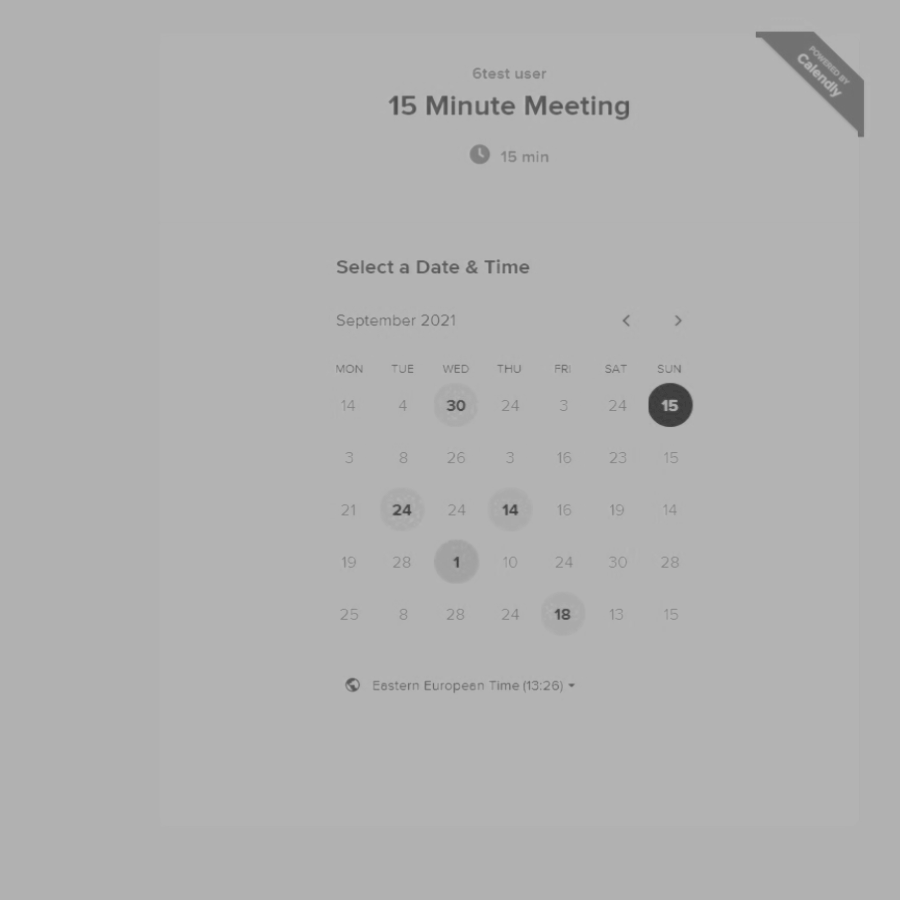 POWERED BY
Calendly
6test user
15 Minute Meeting
15 min
Select a Date & Time
September 2021
MON TUE WED THU FRI SAT SUN
14 4 30 24 3 24 15
3 8 26 3 16 23 15
21 24 24 14 16 19 14
19 28 1 10 24 30 28
25 8 28 24 18 13 15
Eastern European Time (13:26)